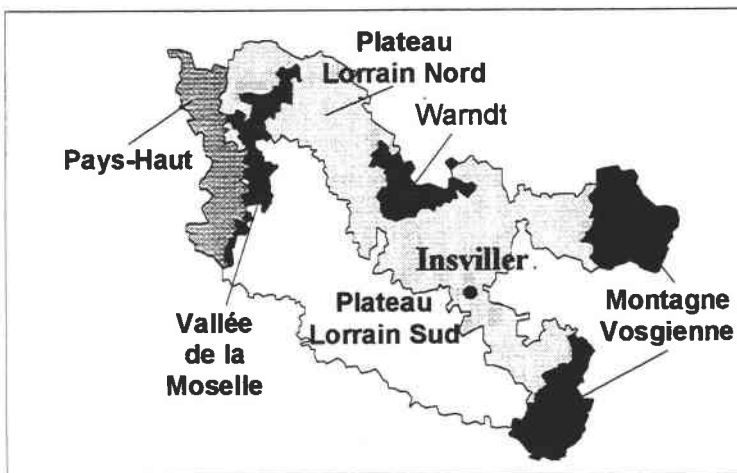 Plateau
Lorrain Nord
Warndt
Pays-Haut
Insviller
Plateau
Lorrain Sud
Montagne
Vosgienne
Vallée
de la
Moselle